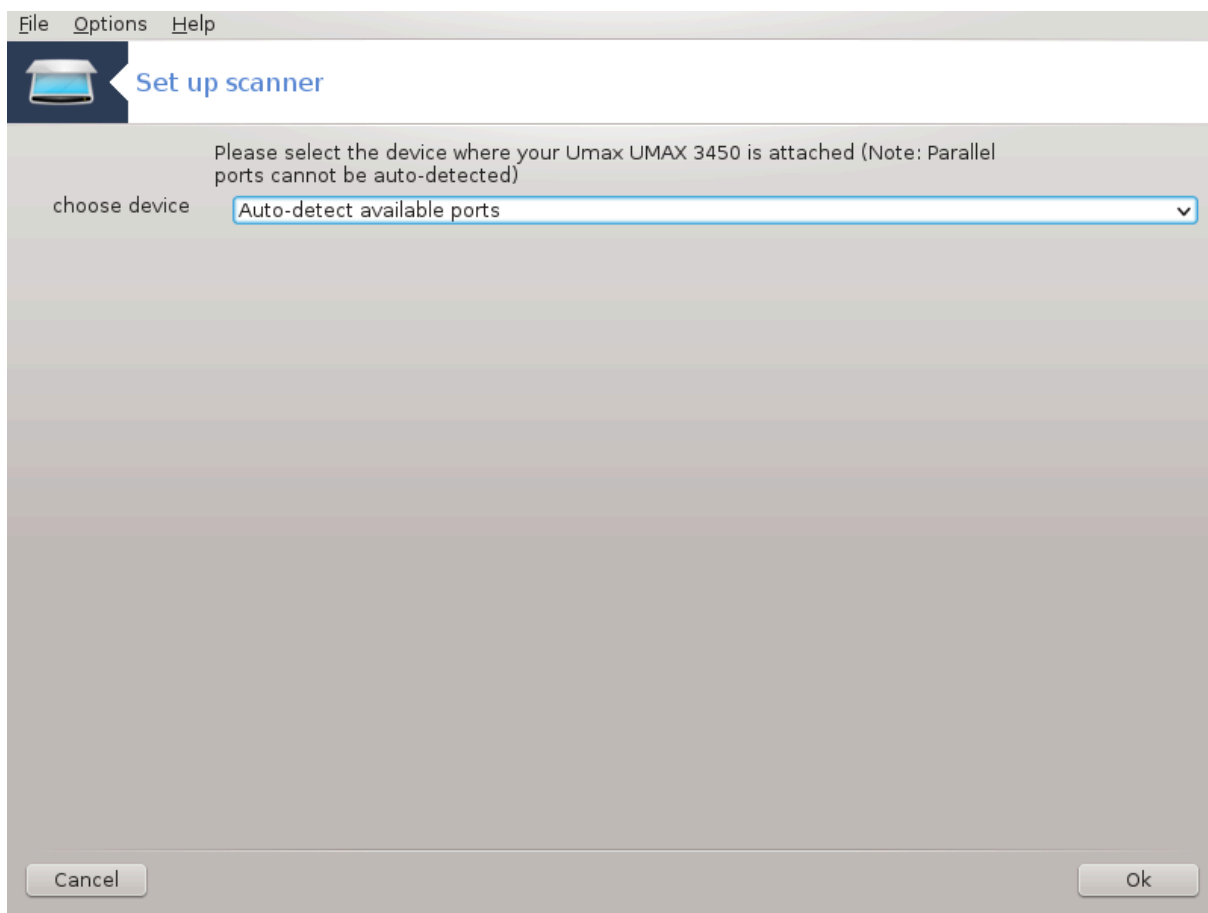 File Options Help
Set up scanner
Please select the device where your Umax UMAX 3450 is attached (Note: Parallel
ports cannot be auto-detected)
choose device Auto-detect available ports
Cancel Ok